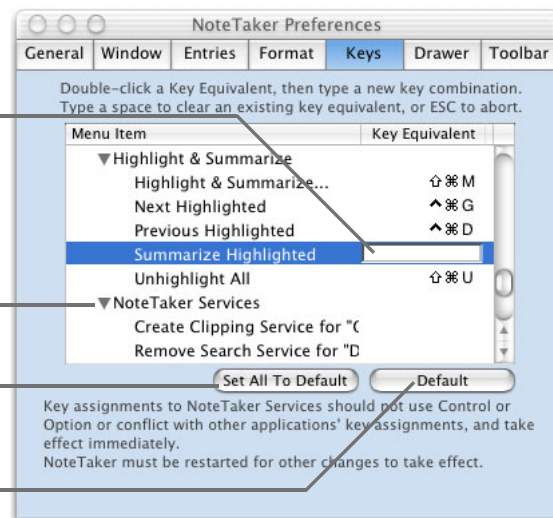 NoteTaker Preferences
General Window Entries Format Keys Drawer Toolbar
Double-click a Key Equivalent, then type a new key combination.
Type a space to clear an existing key equivalent, or ESC to abort.
Menu Item Key Equivalent
▼Highlight & Summarize
Highlight & Summarize... ⇧⌘M
Next Highlighted ^⌘G
Previous Highlighted ^⌘D
Summarize Highlighted
Unhighlight All ⇧⌘U
▼NoteTaker Services
Create Clipping Service for "(
Remove Search Service for "D
Set All To Default Default
Key assignments to NoteTaker Services should not use Control or
Option or conflict with other applications' key assignments, and take
effect immediately.
NoteTaker must be restarted for other changes to take effect.